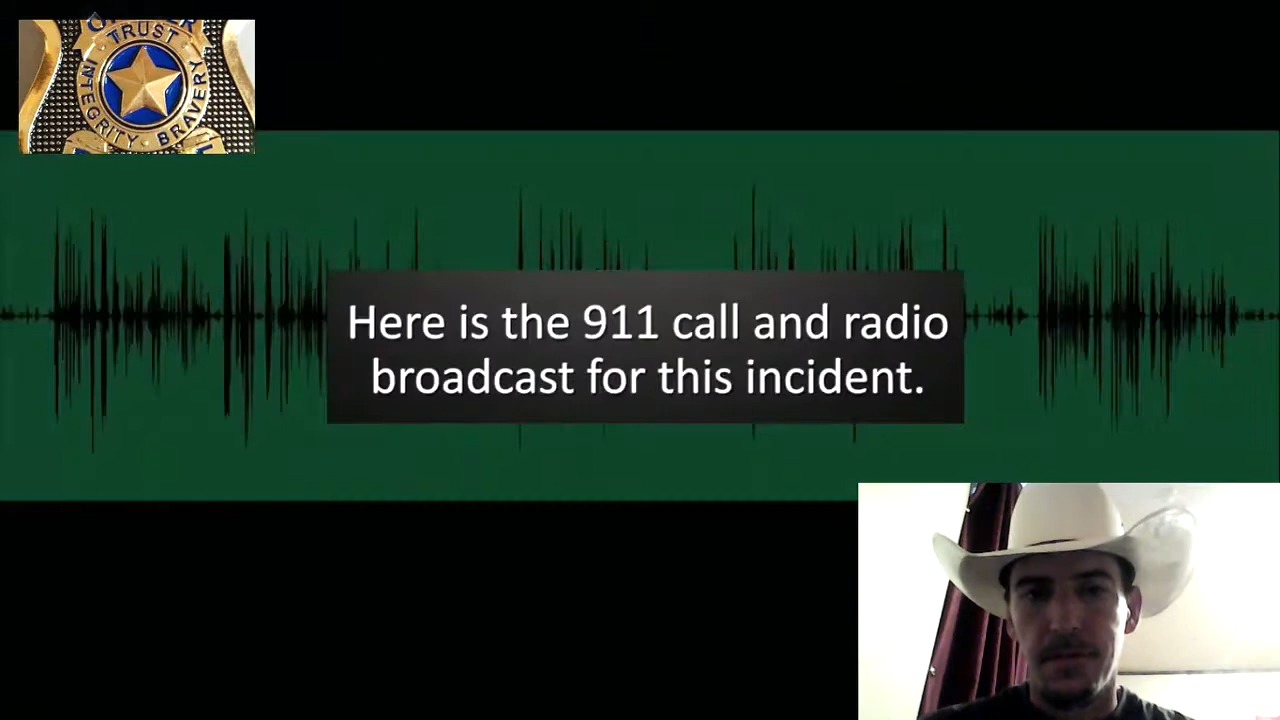 TRUST
INTEGRITY
BRAVERY
Here is the 911 call and radio
broadcast for this incident.